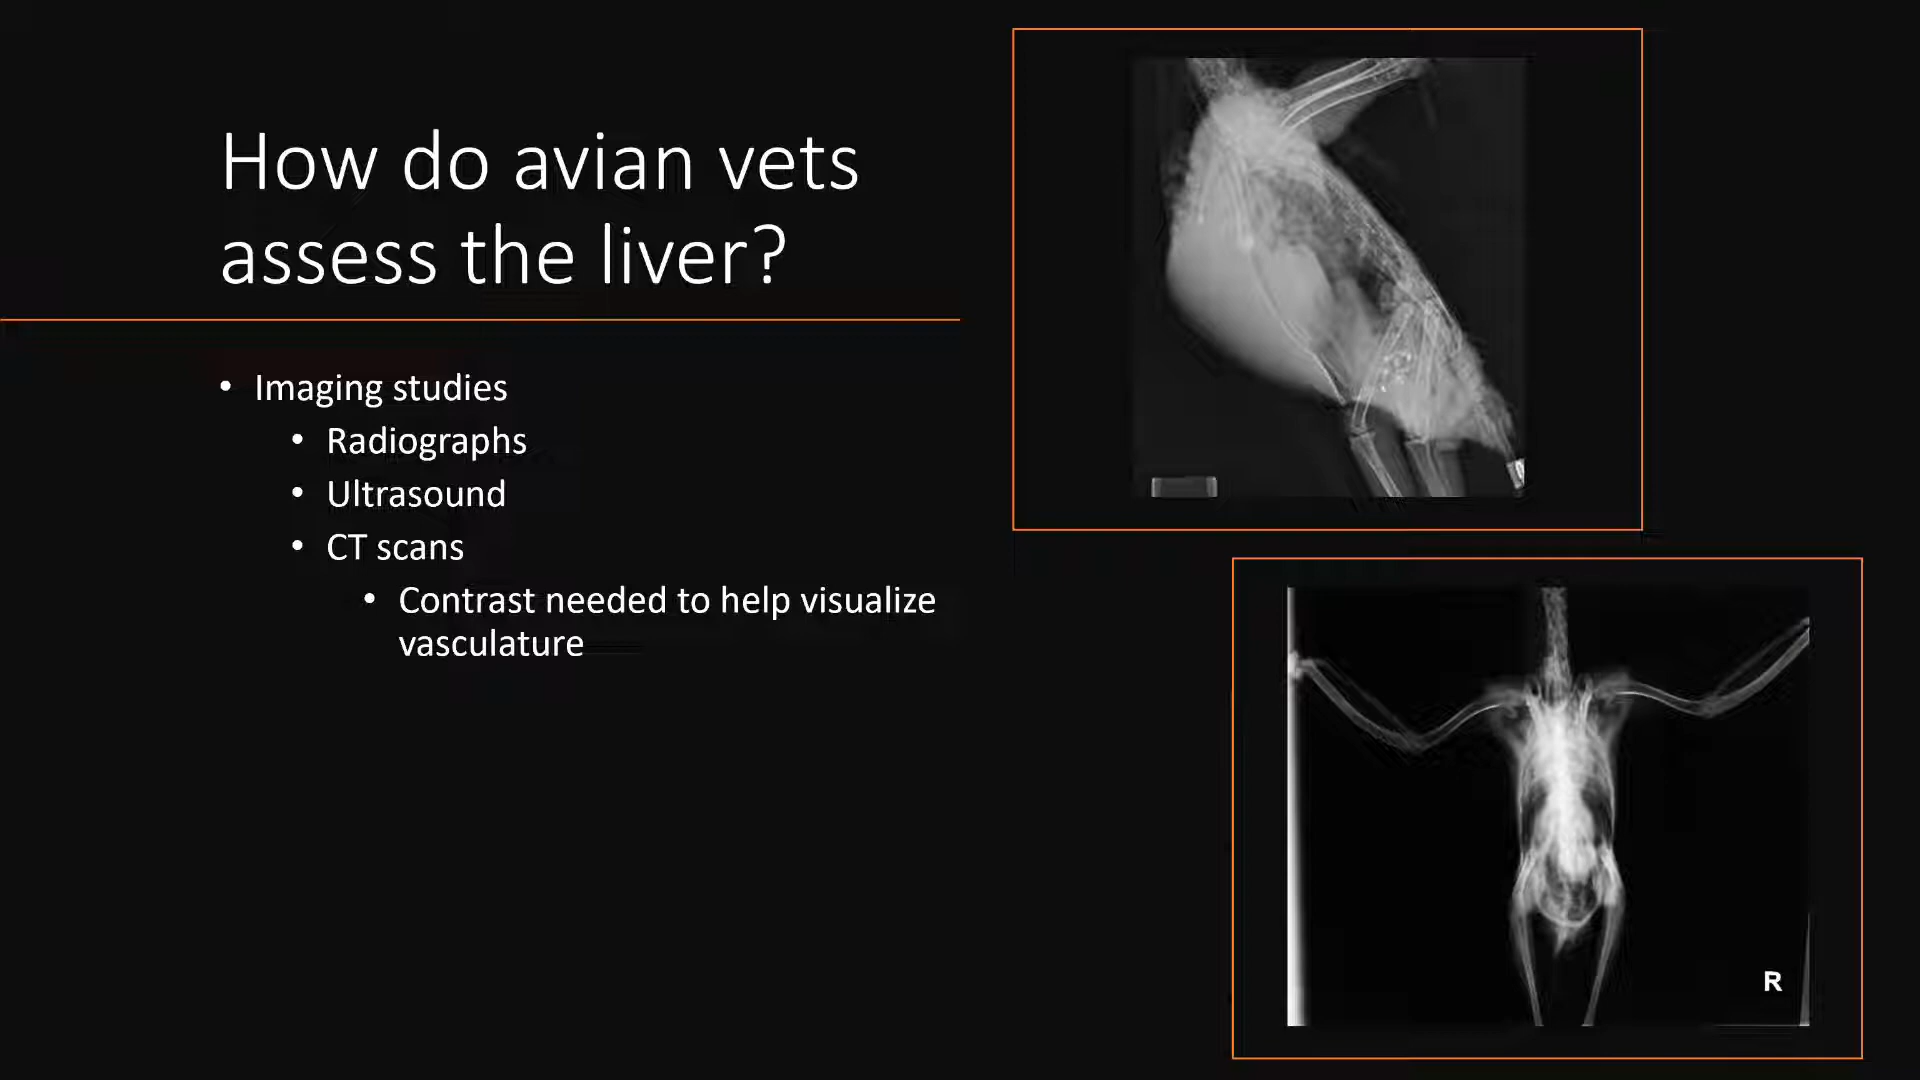 How do avian vets
assess the liver?
• Imaging studies
• Radiographs
• Ultrasound
• CT scans
• Contrast needed to help visualize
vasculature
R